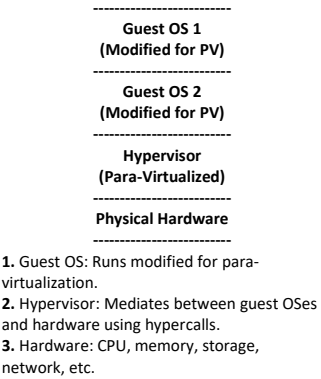 --------------------------
Guest OS 1
(Modified for PV)
--------------------------
Guest OS 2
(Modified for PV)
--------------------------
Hypervisor
(Para-Virtualized)
--------------------------
Physical Hardware
--------------------------
1. Guest OS: Runs modified for para-
virtualization.
2. Hypervisor: Mediates between guest OSes
and hardware using hypercalls.
3. Hardware: CPU, memory, storage,
network, etc.